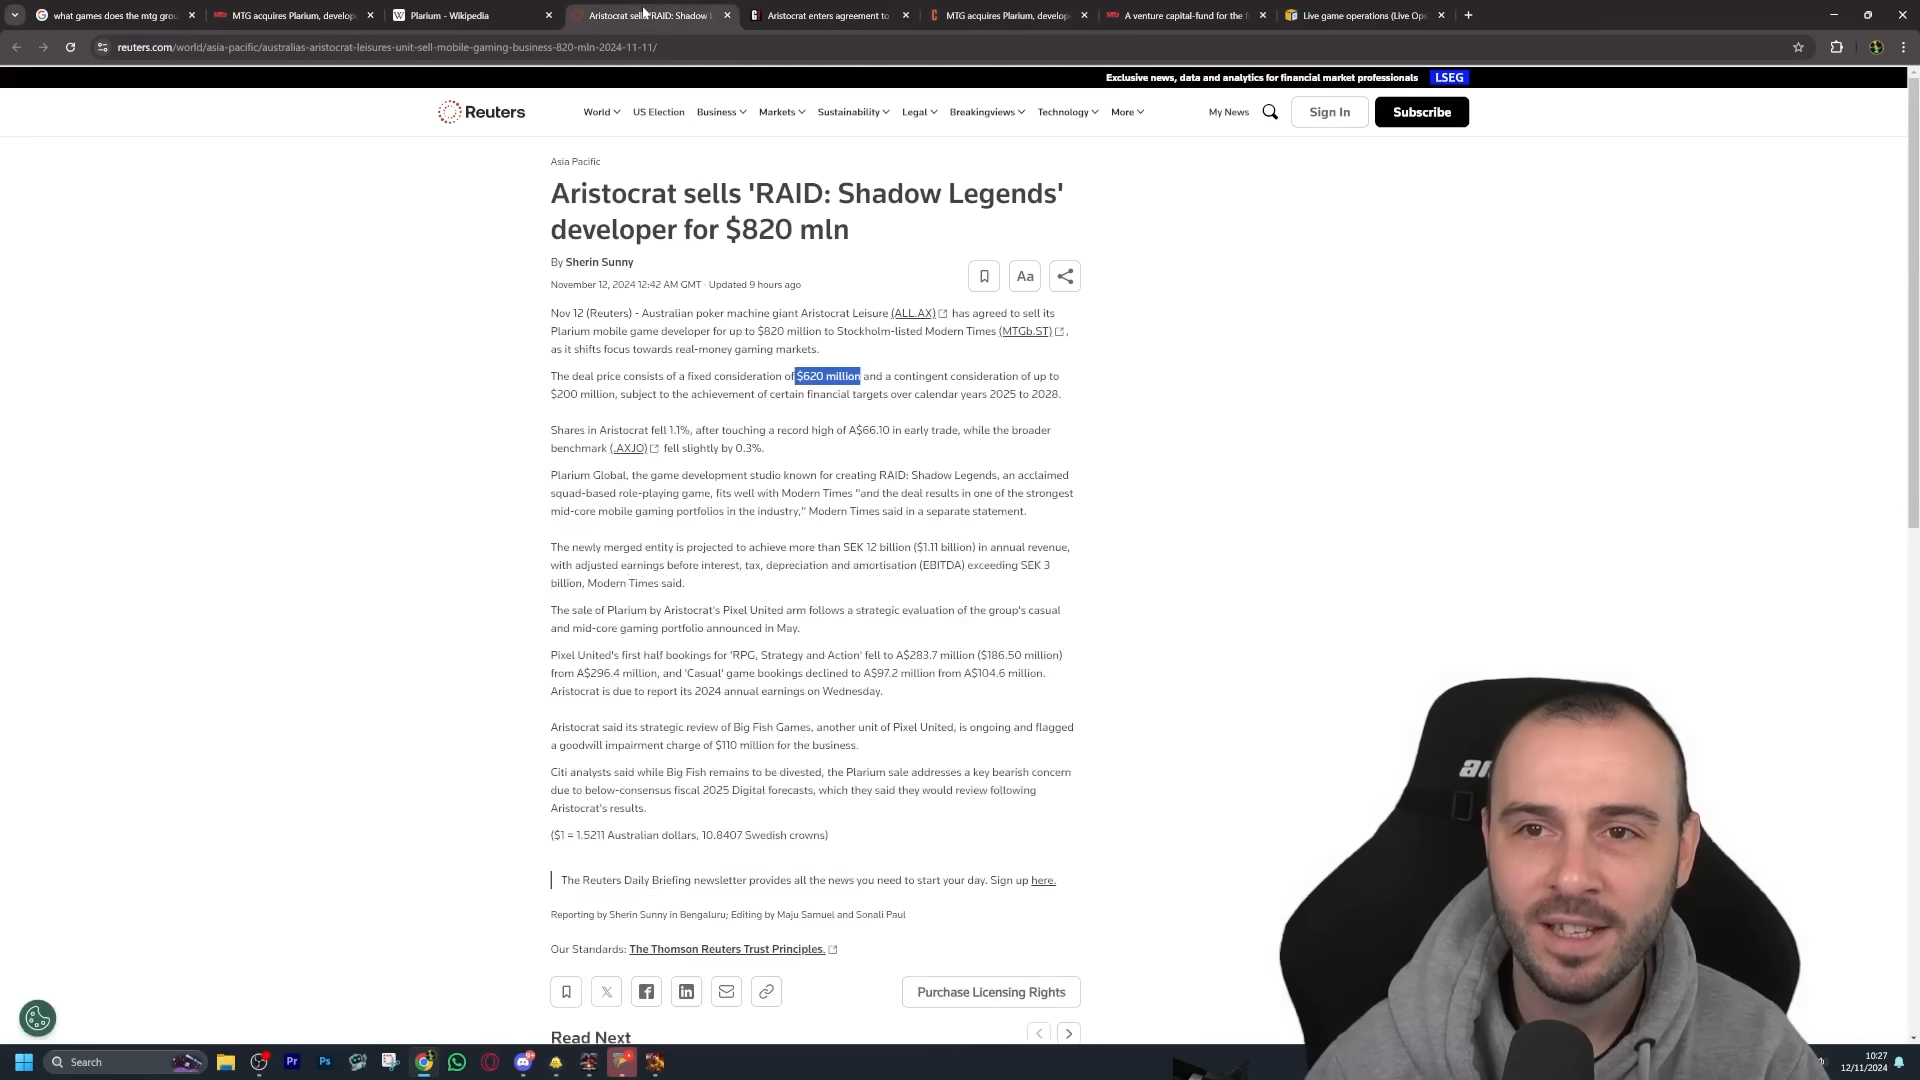 what games does the mtg grou
MTG acquires Plarium, develop
Plarium - Wikipedia
Aristocrat sells 'RAID: Shadow L
Aristocrat enters agreement to
MTG acquires Plarium, develop
A venture capital-fund for the f
Live game operations (Live Ops
reuters.com/world/asia-pacific/australias-aristocrat-leisures-unit-sell-mobile-gaming-business-820-mln-2024-11-11/
Exclusive news, data and analytics for financial market professionals LSEG
Reuters
World US Election Business Markets Sustainability Legal Breakingviews Technology More My News Sign In Subscribe
Asia Pacific
Aristocrat sells 'RAID: Shadow Legends'
developer for $820 mln
By Sherin Sunny
Aa
November 12, 2024 12:42 AM GMT · Updated 9 hours ago
Nov 12 (Reuters) - Australian poker machine giant Aristocrat Leisure (ALL.AX) has agreed to sell its
Plarium mobile game developer for up to $820 million to Stockholm-listed Modern Times (MTGb.ST),
as it shifts focus towards real-money gaming markets.
The deal price consists of a fixed consideration of $620 million and a contingent consideration of up to
$200 million, subject to the achievement of certain financial targets over calendar years 2025 to 2028.
Shares in Aristocrat fell 1.1%, after touching a record high of A$66.10 in early trade, while the broader
benchmark (.AXJO) fell slightly by 0.3%.
Plarium Global, the game development studio known for creating RAID: Shadow Legends, an acclaimed
squad-based role-playing game, fits well with Modern Times "and the deal results in one of the strongest
mid-core mobile gaming portfolios in the industry," Modern Times said in a separate statement.
The newly merged entity is projected to achieve more than SEK 12 billion ($1.11 billion) in annual revenue,
with adjusted earnings before interest, tax, depreciation and amortisation (EBITDA) exceeding SEK 3
billion, Modern Times said.
The sale of Plarium by Aristocrat's Pixel United arm follows a strategic evaluation of the group's casual
and mid-core gaming portfolio announced in May.
Pixel United's first half bookings for 'RPG, Strategy and Action' fell to A$283.7 million ($186.50 million)
from A$296.4 million, and 'Casual' game bookings declined to A$97.2 million from A$104.6 million.
Aristocrat is due to report its 2024 annual earnings on Wednesday.
Aristocrat said its strategic review of Big Fish Games, another unit of Pixel United, is ongoing and flagged
a goodwill impairment charge of $110 million for the business.
Citi analysts said while Big Fish remains to be divested, the Plarium sale addresses a key bearish concern
due to below-consensus fiscal 2025 Digital forecasts, which they said they would review following
Aristocrat's results.
($1 = 1.5211 Australian dollars, 10.8407 Swedish crowns)
The Reuters Daily Briefing newsletter provides all the news you need to start your day. Sign up here.
Reporting by Sherin Sunny in Bengaluru; Editing by Maju Samuel and Sonali Paul
Our Standards: The Thomson Reuters Trust Principles.
Purchase Licensing Rights
Read Next
Search
Pr
Ps
10:27
12/11/2024